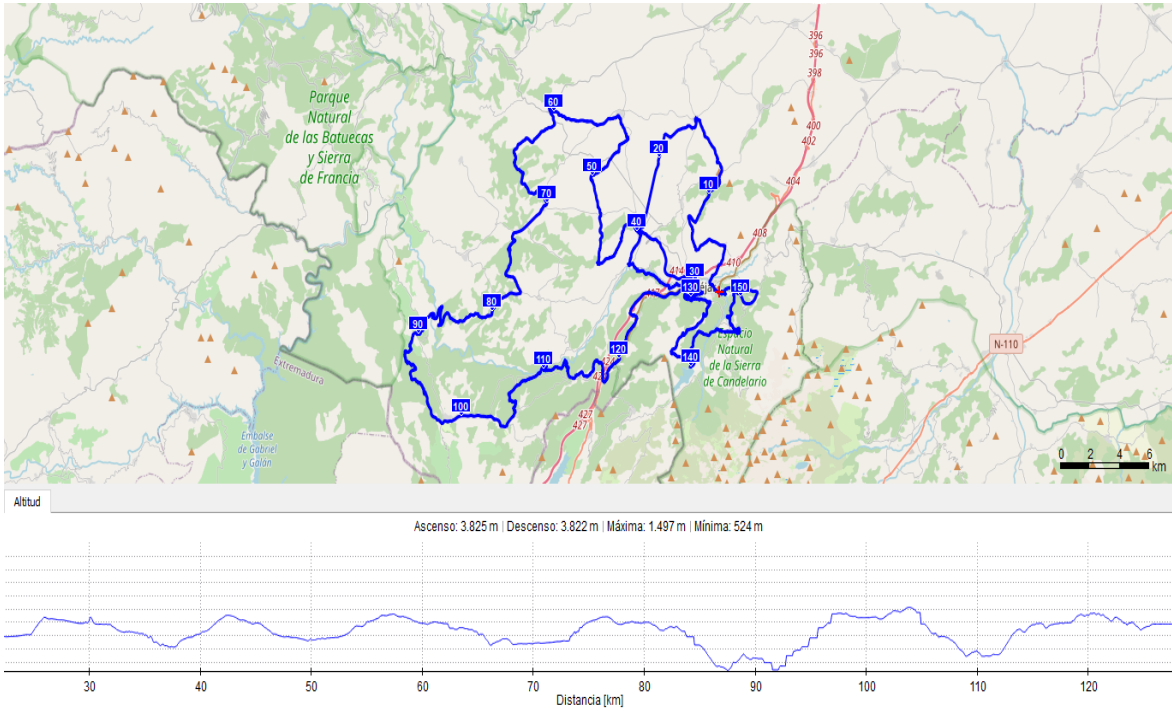 396
396
398
400
402
404
408
410
414
417
424
427
427
Parque
Natural
de las Batuecas
y Sierra
de Francia
60
20
50
10
70
40
30
130
150
80
90
120
140
110
100
Espacio
Natural
de la Sierra
de Candelario
N-110
Extremadura
Embalse
de Gabriel
y Galán
0 2 4 6
km
Altitud
Ascenso: 3.825 m | Descenso: 3.822 m | Máxima: 1.497 m | Mínima: 524 m
30 40 50 60 70 80 90 100 110 120
Distancia [km]